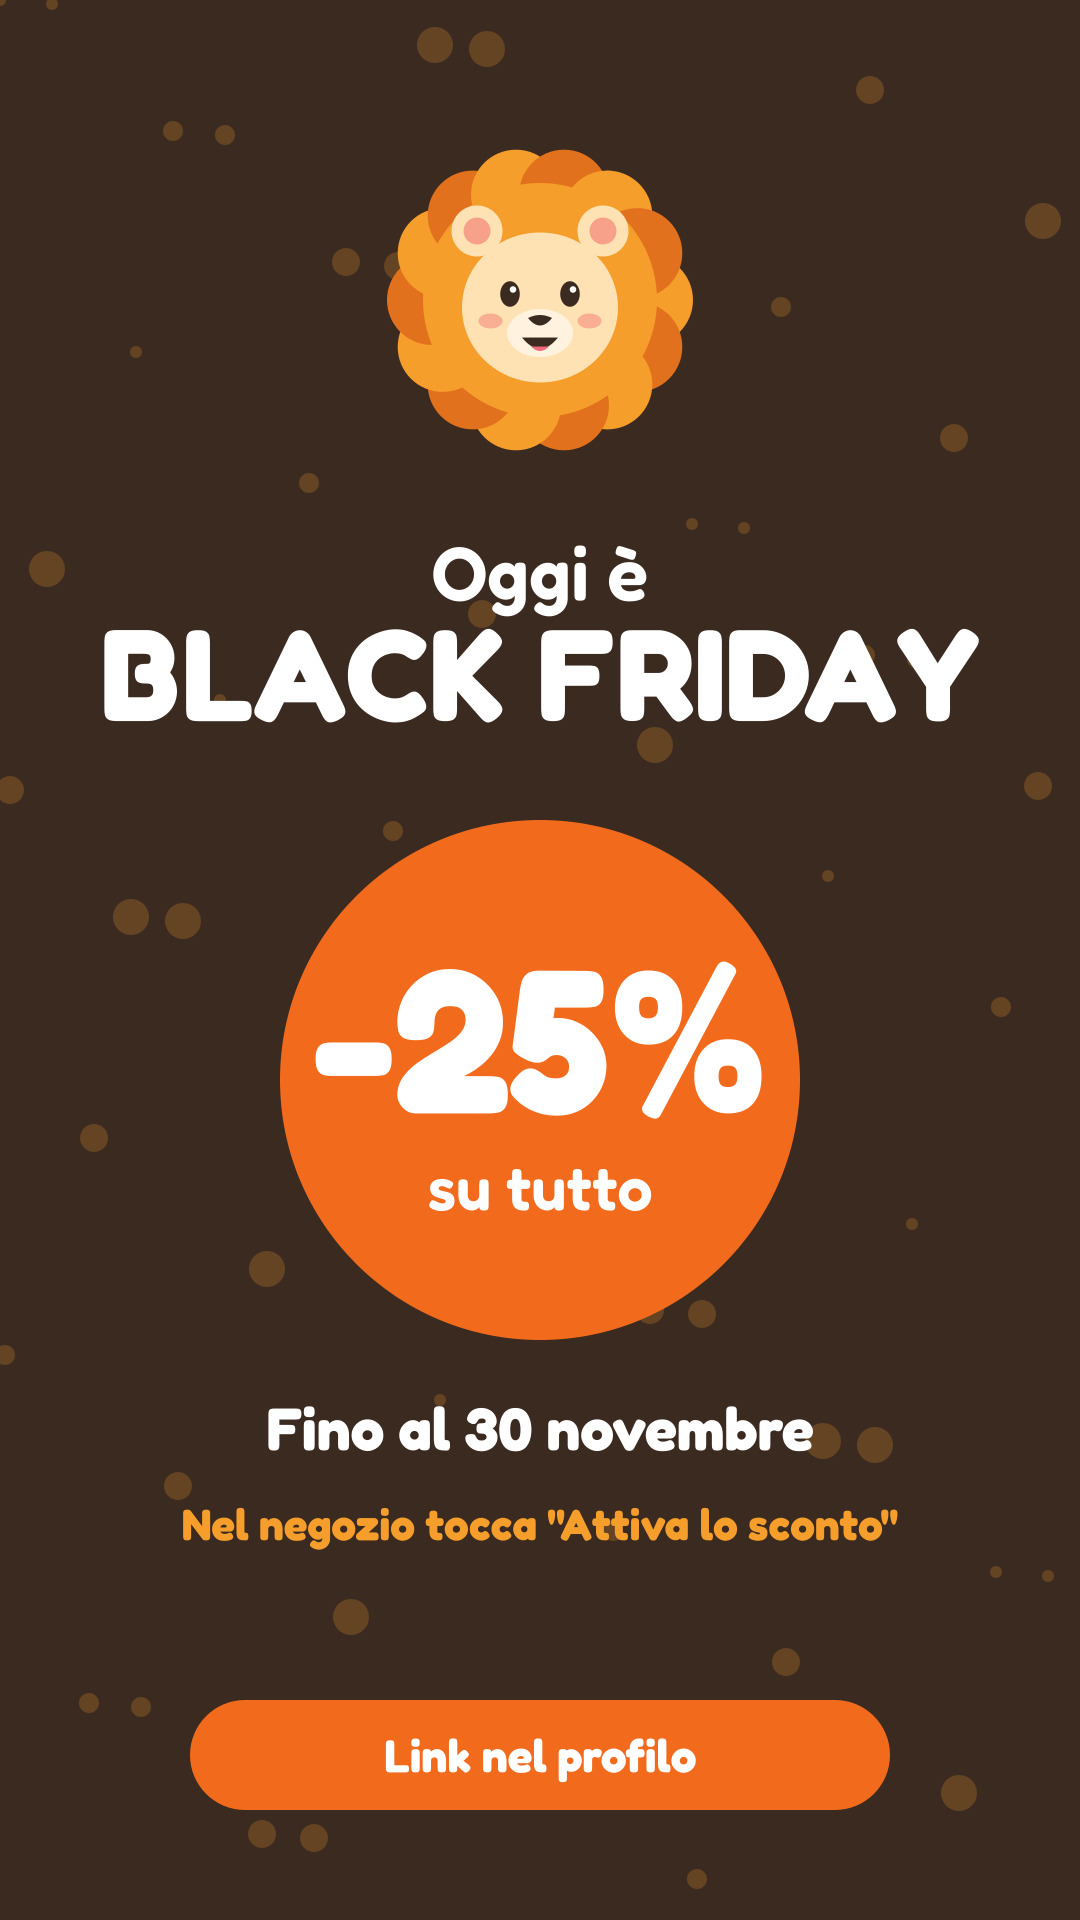 Oggi è
BLACK FRIDAY
-25%
su tutto
Fino al 30 novembre
Nel negozio tocca "Attiva lo sconto"
Link nel profilo